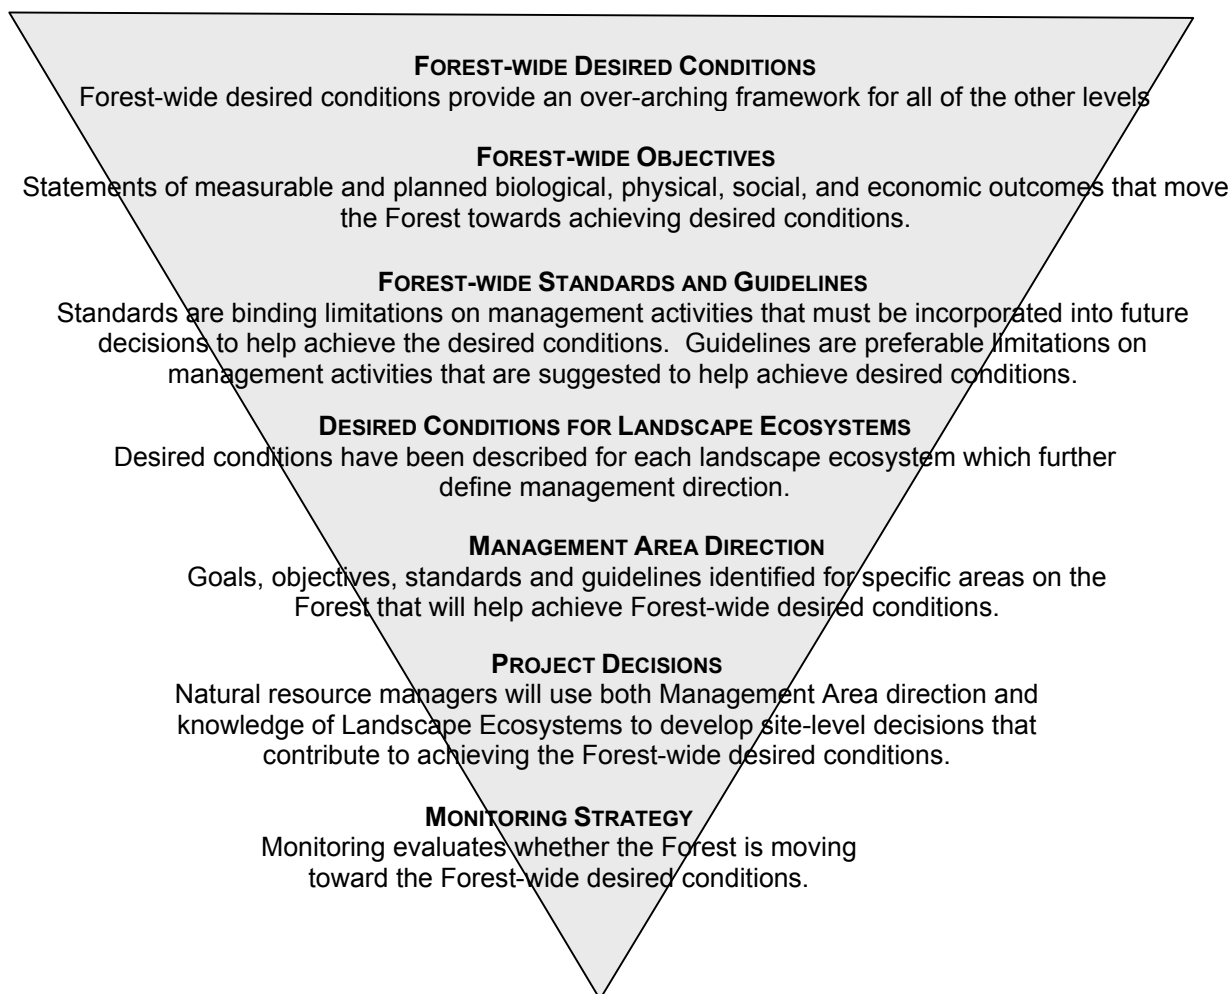 FOREST-WIDE DESIRED CONDITIONS
Forest-wide desired conditions provide an over-arching framework for all of the other levels
FOREST-WIDE OBJECTIVES
Statements of measurable and planned biological, physical, social, and economic outcomes that move
the Forest towards achieving desired conditions.
FOREST-WIDE STANDARDS AND GUIDELINES
Standards are binding limitations on management activities that must be incorporated into future
decisions to help achieve the desired conditions.  Guidelines are preferable limitations on
management activities that are suggested to help achieve desired conditions.
DESIRED CONDITIONS FOR LANDSCAPE ECOSYSTEMS
Desired conditions have been described for each landscape ecosystem which further
define management direction.
MANAGEMENT AREA DIRECTION
Goals, objectives, standards and guidelines identified for specific areas on the
Forest that will help achieve Forest-wide desired conditions.
PROJECT DECISIONS
Natural resource managers will use both Management Area direction and
knowledge of Landscape Ecosystems to develop site-level decisions that
contribute to achieving the Forest-wide desired conditions.
MONITORING STRATEGY
Monitoring evaluates whether the Forest is moving
toward the Forest-wide desired conditions.